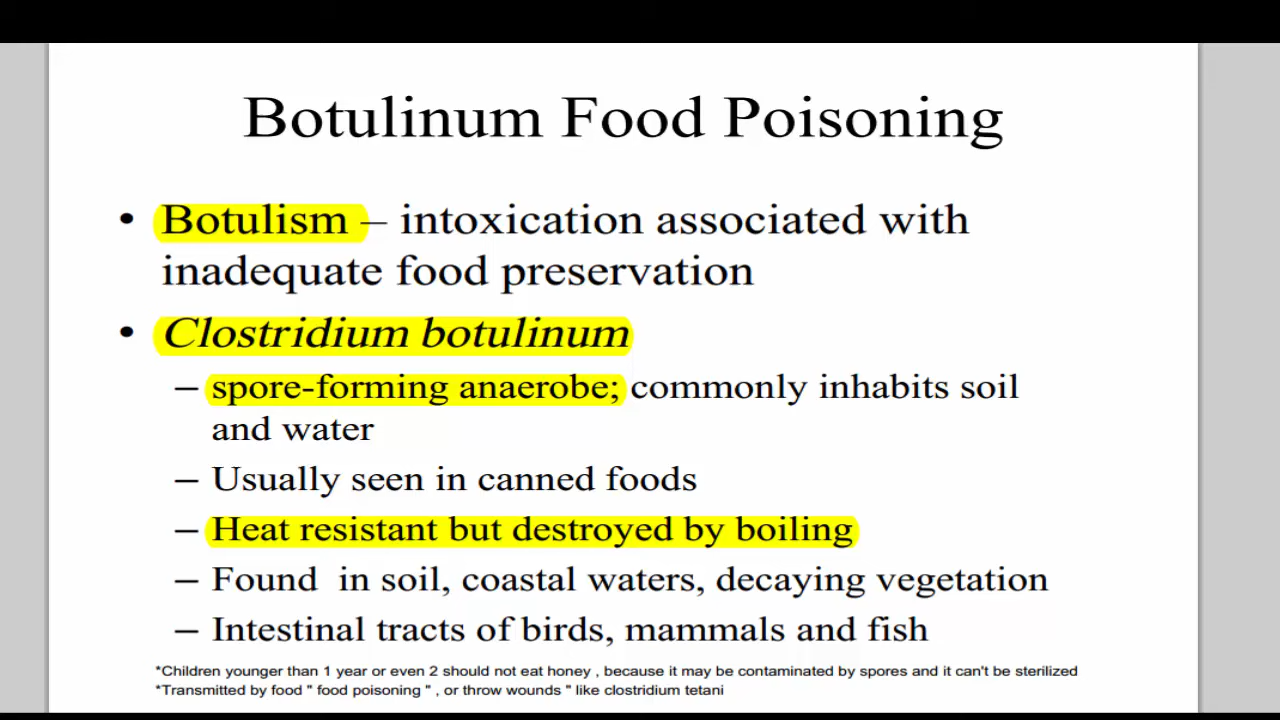 Botulinum Food Poisoning
• Botulism – intoxication associated with
inadequate food preservation
• Clostridium botulinum
– spore-forming anaerobe; commonly inhabits soil
and water
– Usually seen in canned foods
– Heat resistant but destroyed by boiling
– Found in soil, coastal waters, decaying vegetation
– Intestinal tracts of birds, mammals and fish
*Children younger than 1 year or even 2 should not eat honey , because it may be contaminated by spores and it can't be sterilized
*Transmitted by food " food poisoning " , or throw wounds " like clostridium tetani